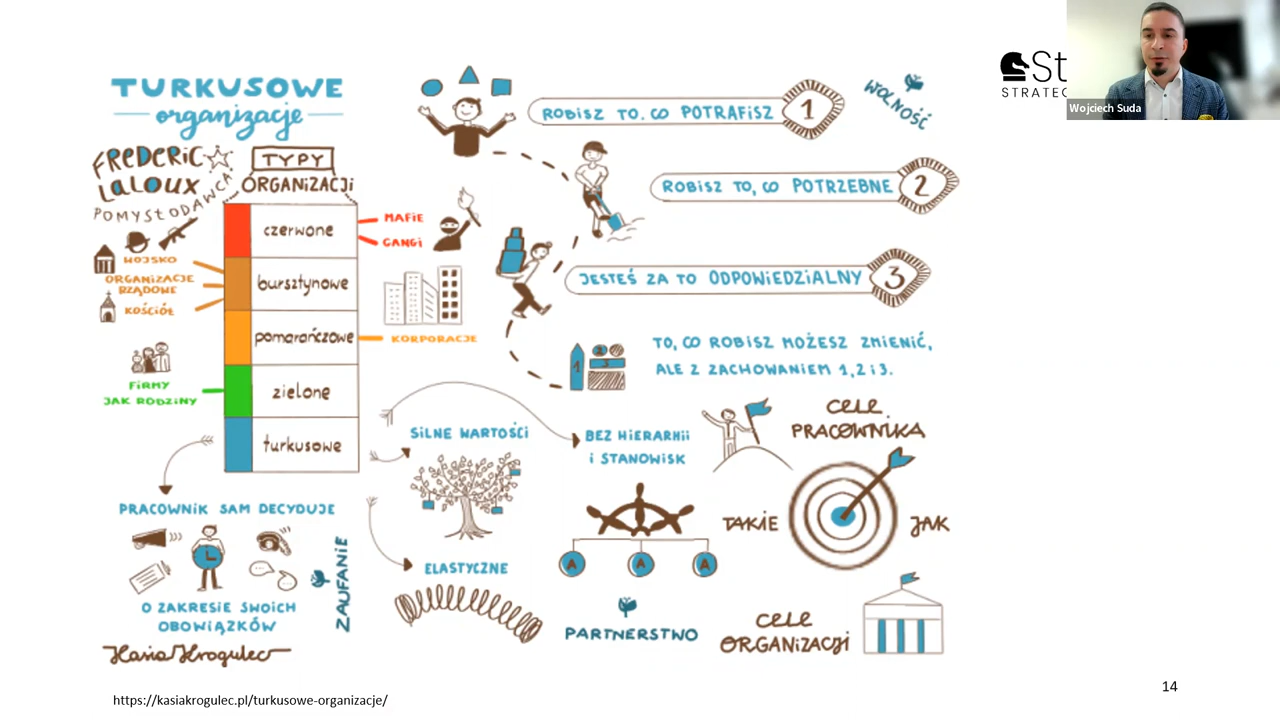 TURKUSOWE
organizacje
FREDERIC
LALOUX
POMYSŁODAWCA
TYPY
ORGANIZACJI
czerwone
bursztynowe
pomarańczowe
zielone
turkusowe
MAFIE
GANGI
WOJSKO
ORGANIZACJE
RZĄDOWE
KOŚCIÓŁ
KORPORACJE
FIRMY
JAK RODZINY
ROBISZ TO, CO POTRAFISZ
1
WOLNOŚĆ
ROBISZ TO, CO POTRZEBNE
2
JESTEŚ ZA TO ODPOWIEDZIALNY
3
1 2 3
TO, CO ROBISZ MOŻESZ ZMIENIĆ,
ALE Z ZACHOWANIEM 1,2 i 3.
SILNE WARTOŚCI
BEZ HIERARHII
i STANOWISK
A A A
PARTNERSTWO
CELE
PRACOWNIKA
TAKIE JAK
CELE
ORGANIZACJI
PRACOWNIK SAM DECYDUJE
O ZAKRESIE SWOICH
OBOWIĄZKÓW
ZAUFANIE
ELASTYCZNE
Kasia Krogulec
https://kasiakrogulec.pl/turkusowe-organizacje/
14
St
STRATEG
Wojciech Suda